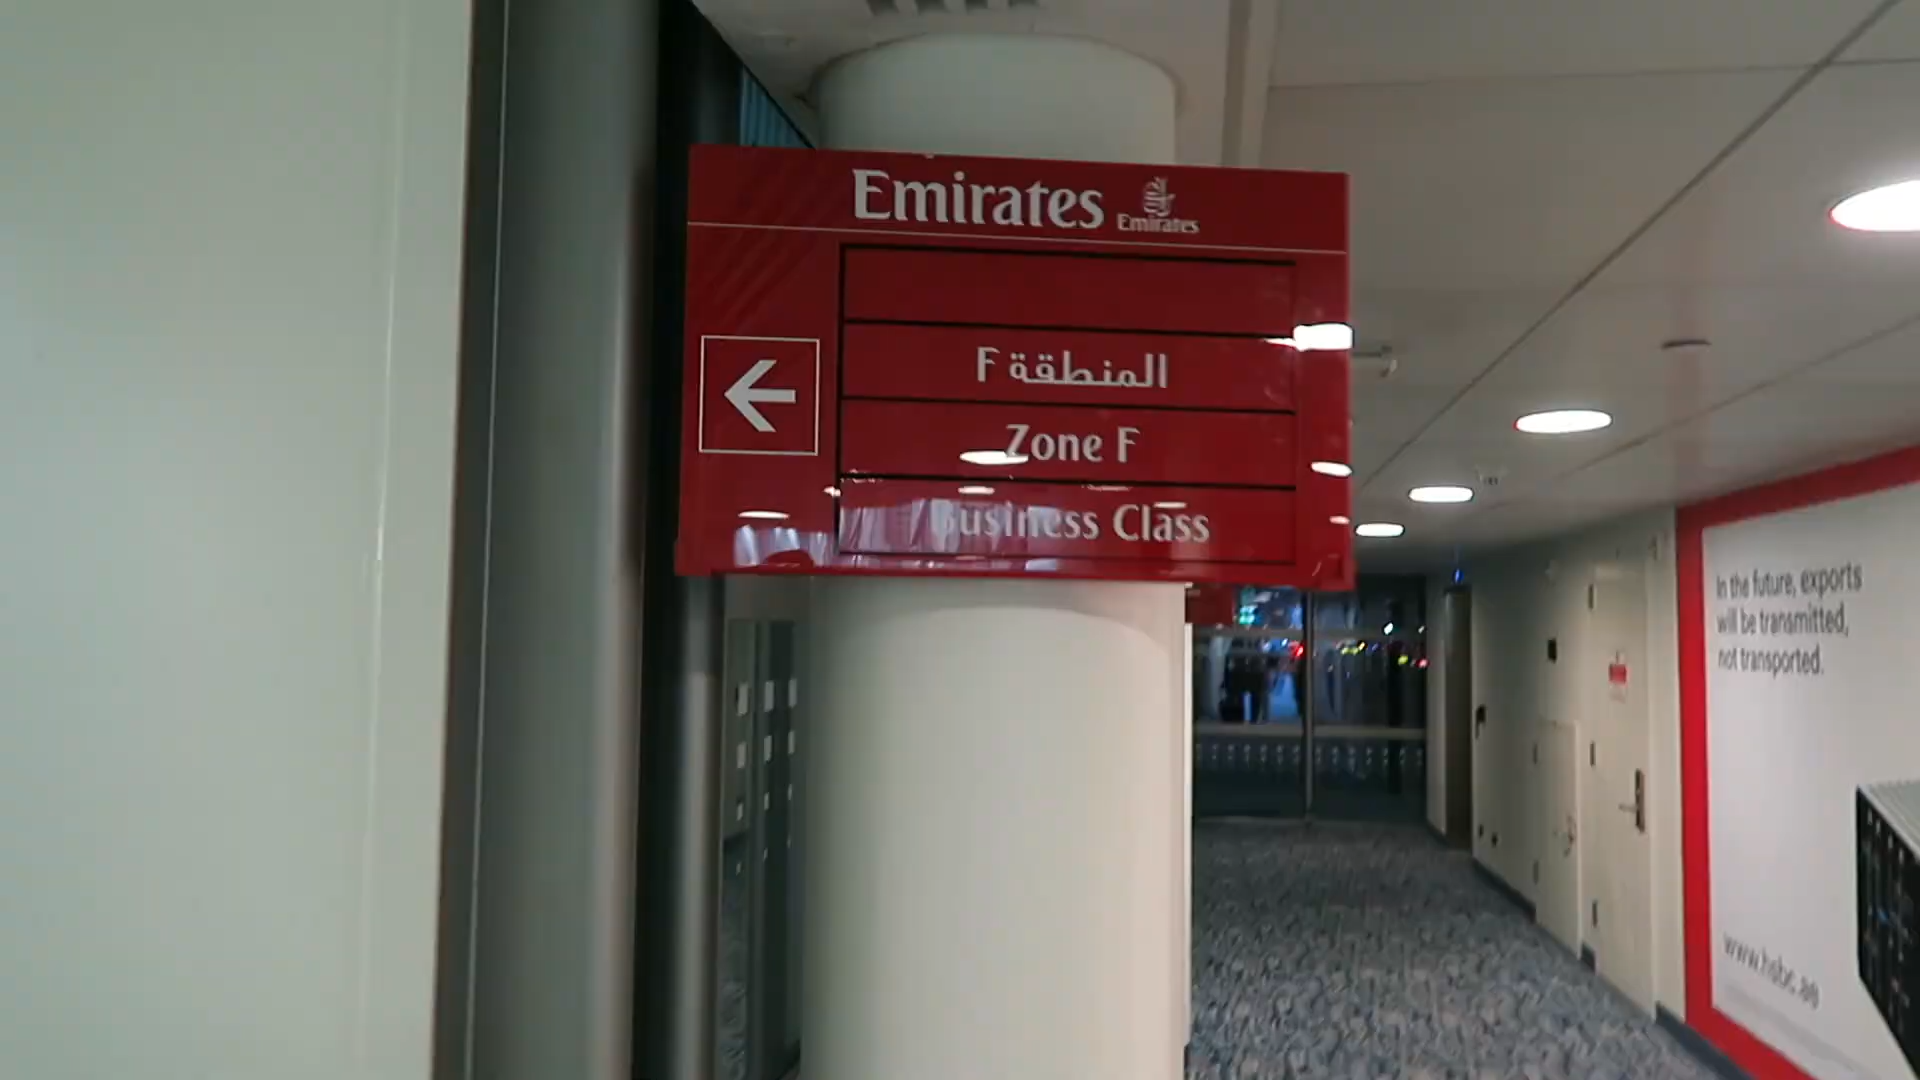 Emirates
Emirates
المنطقة F
Zone F
Business Class
In the future, exports
will be transmitted,
not transported.
www.hsbc.ae